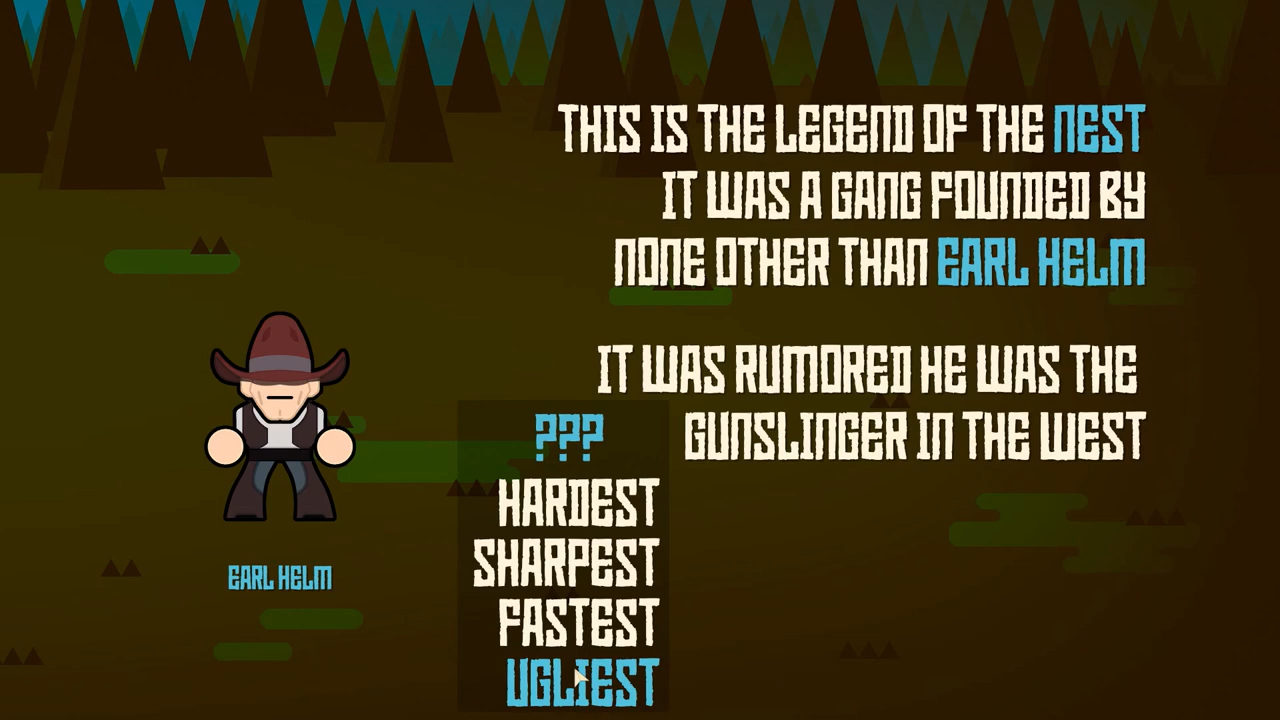 THIS IS THE LEGEND OF THE NEST
IT WAS A GANG FOUNDED BY
NONE OTHER THAN EARL HELM
IT WAS RUMORED HE WAS THE
??? GUNSLINGER IN THE WEST
HARDEST
SHARPEST
FASTEST
UGLIEST
EARL HELM